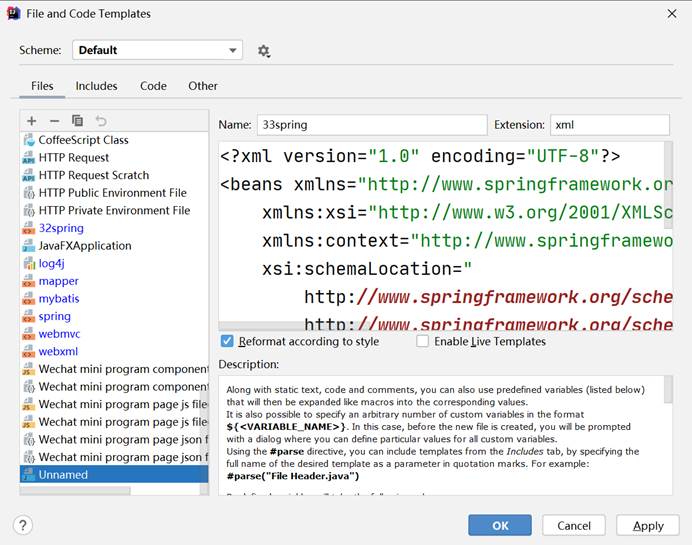 File and Code Templates
Scheme: Default
Files Includes Code Other
CoffeeScript Class
HTTP Request
HTTP Request Scratch
HTTP Public Environment File
HTTP Private Environment File
32spring
JavaFXApplication
log4j
mapper
mybatis
spring
webmvc
webxml
Wechat mini program componen
Wechat mini program componen
Wechat mini program page js file
Wechat mini program page js file
Wechat mini program page json f
Wechat mini program page json f
Unnamed
Name: 33spring Extension: xml
<?xml version="1.0" encoding="UTF-8"?>
<beans xmlns="http://www.springframework.or
xmlns:xsi="http://www.w3.org/2001/XMLSc
xmlns:context="http://www.springframewo
xsi:schemaLocation="
http://www.springframework.org/sche
http://www.springframework.org/sche
Reformat according to style Enable Live Templates
Description:
Along with static text, code and comments, you can also use predefined variables (listed below)
that will then be expanded like macros into the corresponding values.
It is also possible to specify an arbitrary number of custom variables in the format
${<VARIABLE_NAME>}. In this case, before the new file is created, you will be prompted
with a dialog where you can define particular values for all custom variables.
Using the #parse directive, you can include templates from the Includes tab, by specifying the
full name of the desired template as a parameter in quotation marks. For example:
#parse("File Header.java")
? OK Cancel Apply